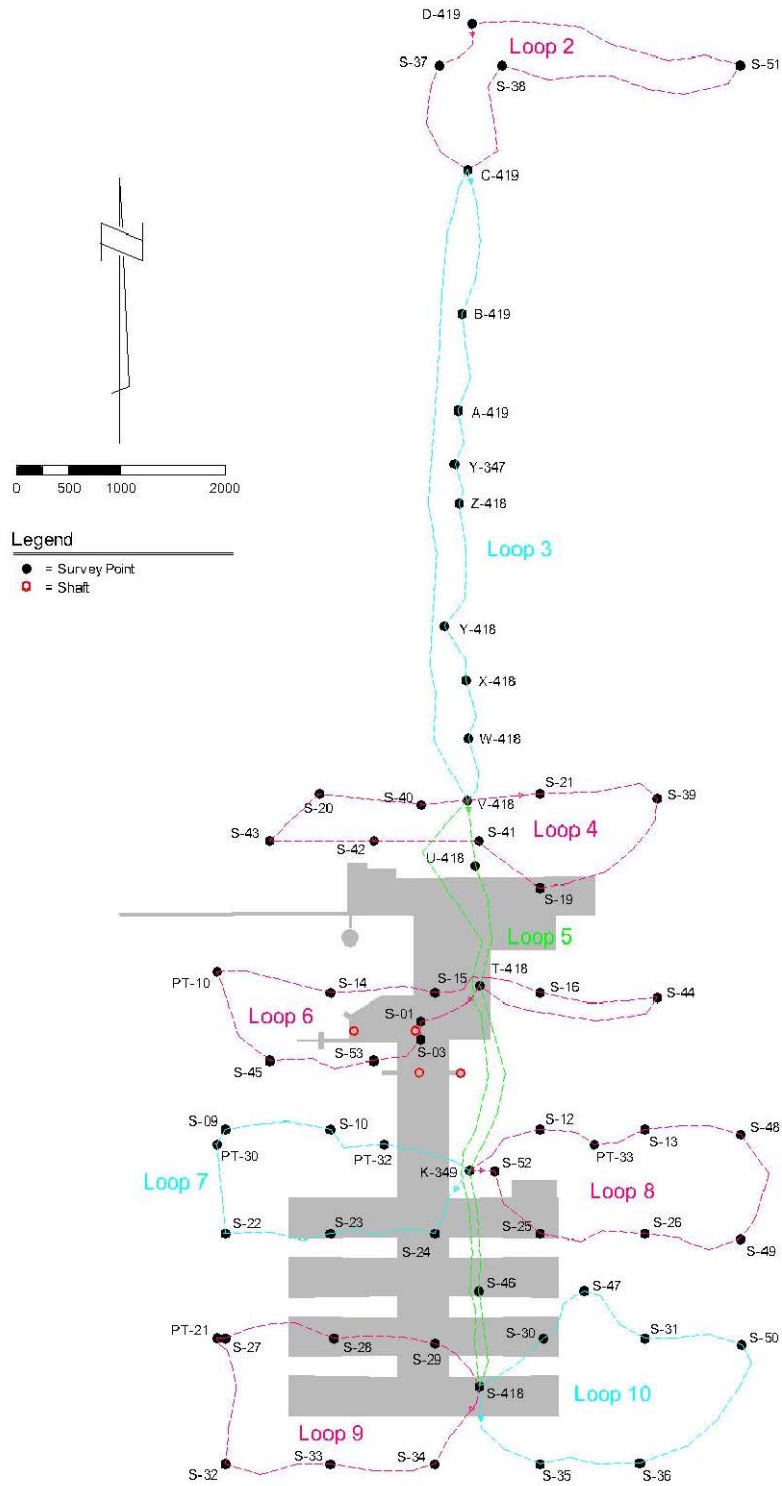 D-419
Loop 2
S-37
S-38
S-51
C-419
B-419
A-419
Y-347
Z-418
0 500 1000 2000
Legend
= Survey Point
= Shaft
Loop 3
Y-418
X-418
W-418
S-20
S-40
V-418
S-21
S-39
S-43
S-42
S-41
Loop 4
U-418
S-19
Loop 5
PT-10
S-14
S-15
T-418
S-16
S-44
Loop 6
S-01
S-03
S-45
S-53
S-09
S-10
S-12
S-13
S-48
PT-30
PT-32
PT-33
Loop 7
K-349
S-52
Loop 8
S-22
S-23
S-24
S-25
S-26
S-49
S-46
S-47
PT-21
S-27
S-28
S-29
S-30
S-31
S-50
S-418
Loop 10
Loop 9
S-32
S-33
S-34
S-35
S-36